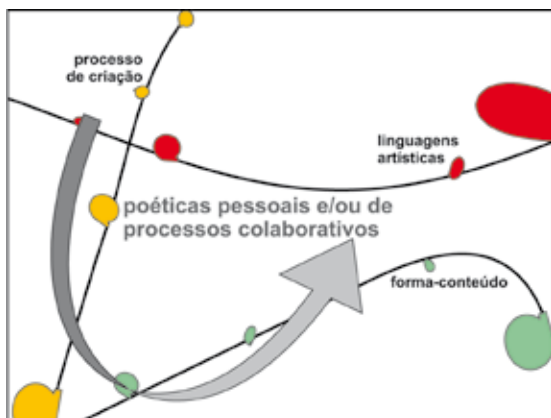 processo
de criação
linguagens
artísticas
poéticas pessoais e/ou de
processos colaborativos
forma-conteúdo